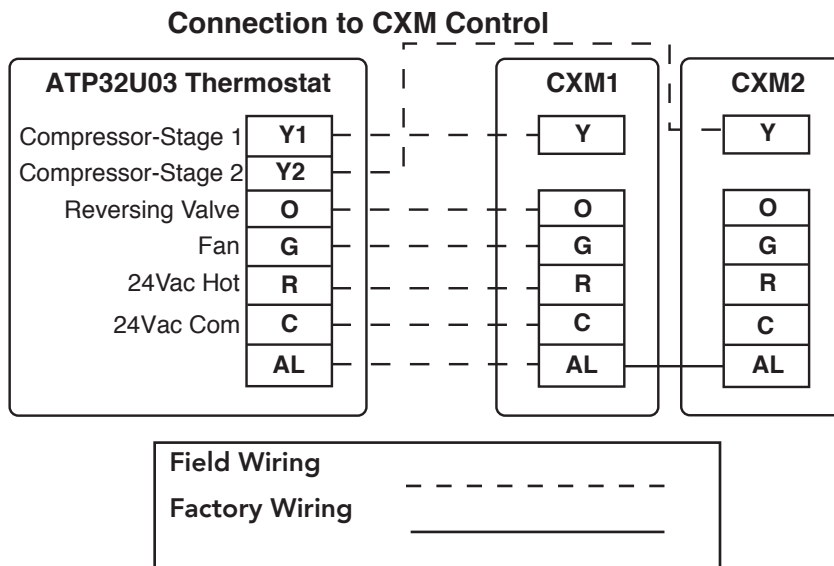 Connection to CXM Control
ATP32U03 Thermostat
CXM1
CXM2
Compressor-Stage 1 Y1
Y
Y
Compressor-Stage 2 Y2
Reversing Valve O
O
O
Fan G
G
G
24Vac Hot R
R
R
24Vac Com C
C
C
AL
AL
AL
Field Wiring
Factory Wiring